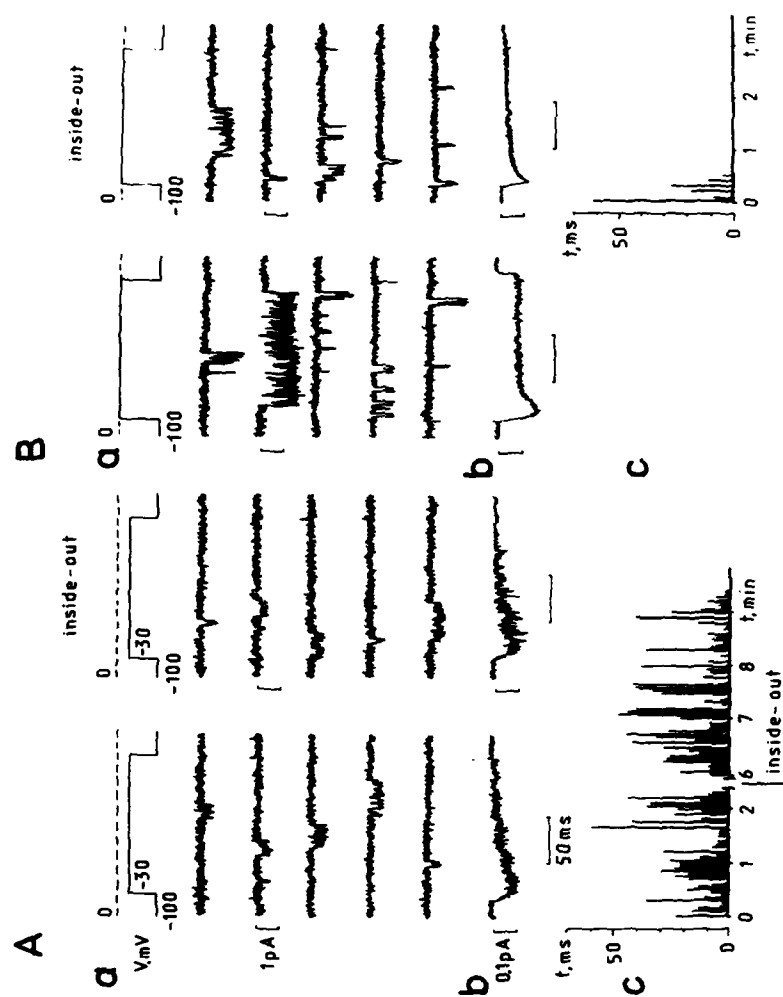 A
a
0
V,mV
-30
-100
inside-out
0
-30
-100
1pA
b
0.1pA
50ms
c
t,ms
50
0
0 1 2 6 7 8 t,min
inside-out
B
a
0
-100
inside-out
0
-100
b
c
t,ms
50
0
0 1 2 t,min